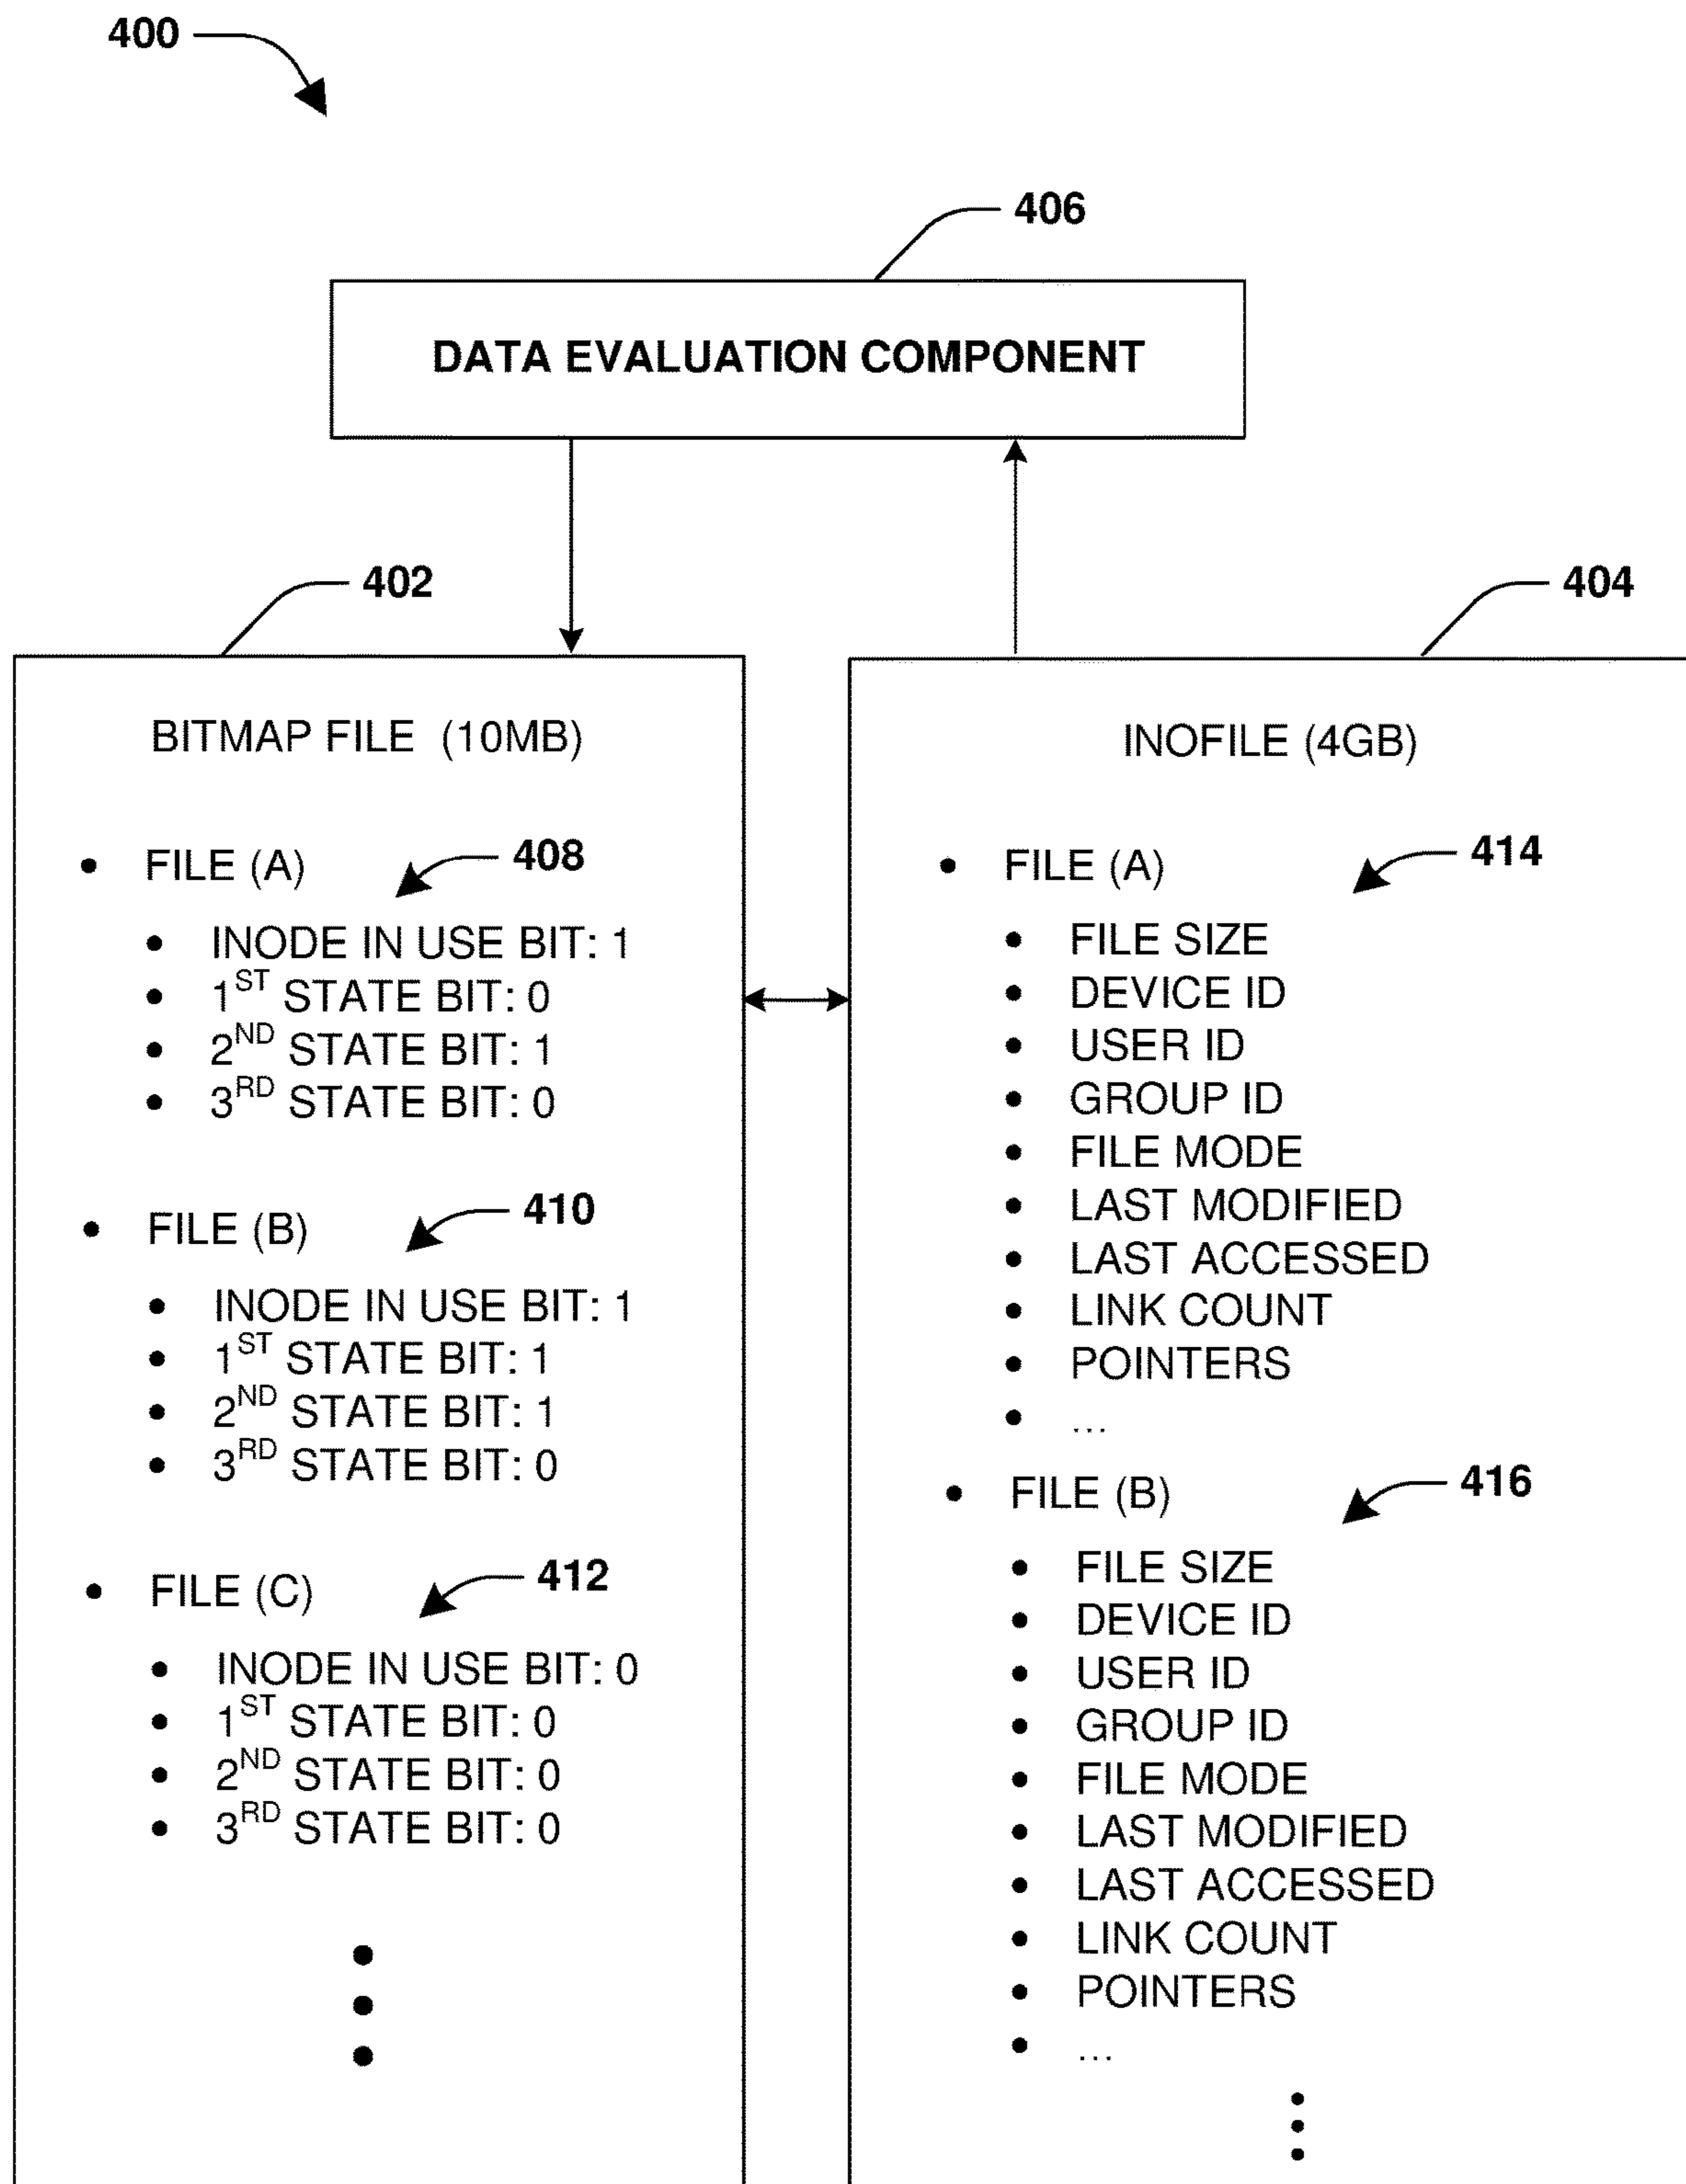 400
406
DATA EVALUATION COMPONENT
402
404
BITMAP FILE (10MB)
• FILE (A)
408
• INODE IN USE BIT: 1
• 1ST STATE BIT: 0
• 2ND STATE BIT: 1
• 3RD STATE BIT: 0
• FILE (B)
410
• INODE IN USE BIT: 1
• 1ST STATE BIT: 1
• 2ND STATE BIT: 1
• 3RD STATE BIT: 0
• FILE (C)
412
• INODE IN USE BIT: 0
• 1ST STATE BIT: 0
• 2ND STATE BIT: 0
• 3RD STATE BIT: 0
INOFILE (4GB)
• FILE (A)
414
• FILE SIZE
• DEVICE ID
• USER ID
• GROUP ID
• FILE MODE
• LAST MODIFIED
• LAST ACCESSED
• LINK COUNT
• POINTERS
• ...
• FILE (B)
416
• FILE SIZE
• DEVICE ID
• USER ID
• GROUP ID
• FILE MODE
• LAST MODIFIED
• LAST ACCESSED
• LINK COUNT
• POINTERS
• ...